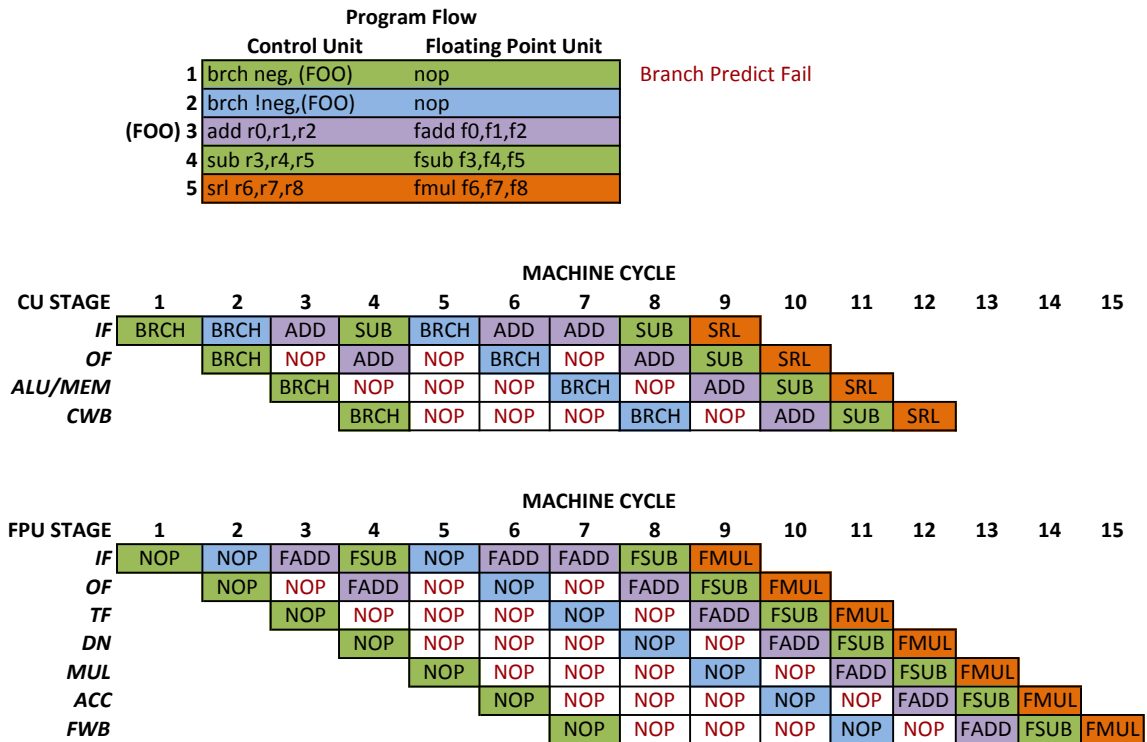 Program Flow
Control Unit Floating Point Unit
1 brch neg, (FOO) nop Branch Predict Fail
2 brch !neg,(FOO) nop
(FOO) 3 add r0,r1,r2 fadd f0,f1,f2
4 sub r3,r4,r5 fsub f3,f4,f5
5 srl r6,r7,r8 fmul f6,f7,f8
MACHINE CYCLE
CU STAGE 1 2 3 4 5 6 7 8 9 10 11 12 13 14 15
IF BRCH BRCH ADD SUB BRCH ADD ADD SUB SRL
OF BRCH NOP ADD NOP BRCH NOP ADD SUB SRL
ALU/MEM BRCH NOP NOP NOP BRCH NOP ADD SUB SRL
CWB BRCH NOP NOP NOP BRCH NOP ADD SUB SRL
MACHINE CYCLE
FPU STAGE 1 2 3 4 5 6 7 8 9 10 11 12 13 14 15
IF NOP NOP FADD FSUB NOP FADD FADD FSUB FMUL
OF NOP NOP FADD NOP NOP NOP FADD FSUB FMUL
TF NOP NOP NOP NOP NOP NOP FADD FSUB FMUL
DN NOP NOP NOP NOP NOP NOP FADD FSUB FMUL
MUL NOP NOP NOP NOP NOP NOP FADD FSUB FMUL
ACC NOP NOP NOP NOP NOP NOP FADD FSUB FMUL
FWB NOP NOP NOP NOP NOP NOP FADD FSUB FMUL